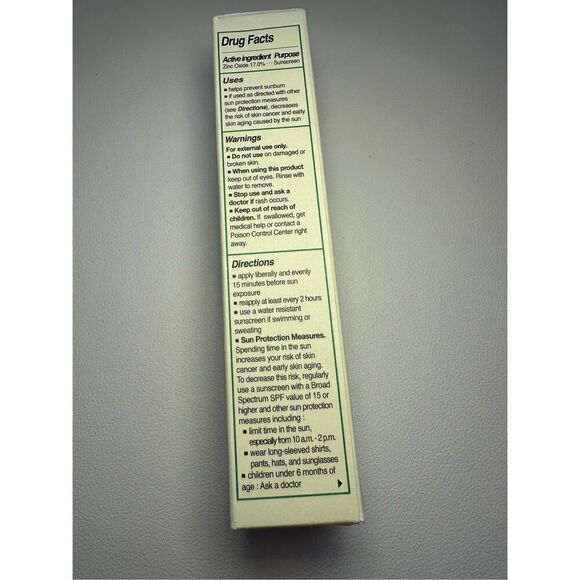 Drug Facts
Active ingredient Purpose
Zinc Oxide 17.0% ··· Sunscreen
Uses
▪ helps prevent sunburn
▪ if used as directed with other
sun protection measures
(see Directions), decreases
the risk of skin cancer and early
skin aging caused by the sun
Warnings
For external use only.
▪ Do not use on damaged or
broken skin.
▪ When using this product
keep out of eyes. Rinse with
water to remove.
▪ Stop use and ask a
doctor if rash occurs.
▪ Keep out of reach of
children. If swallowed, get
medical help or contact a
Poison Control Center right
away.
Directions
▪ apply liberally and evenly
15 minutes before sun
exposure
▪ reapply at least every 2 hours
▪ use a water resistant
sunscreen if swimming or
sweating
▪ Sun Protection Measures.
Spending time in the sun
increases your risk of skin
cancer and early skin aging.
To decrease this risk, regularly
use a sunscreen with a Broad
Spectrum SPF value of 15 or
higher and other sun protection
measures including :
▪ limit time in the sun,
especially from 10 a.m. - 2 p.m.
▪ wear long-sleeved shirts,
pants, hats, and sunglasses
▪ children under 6 months of
age : Ask a doctor